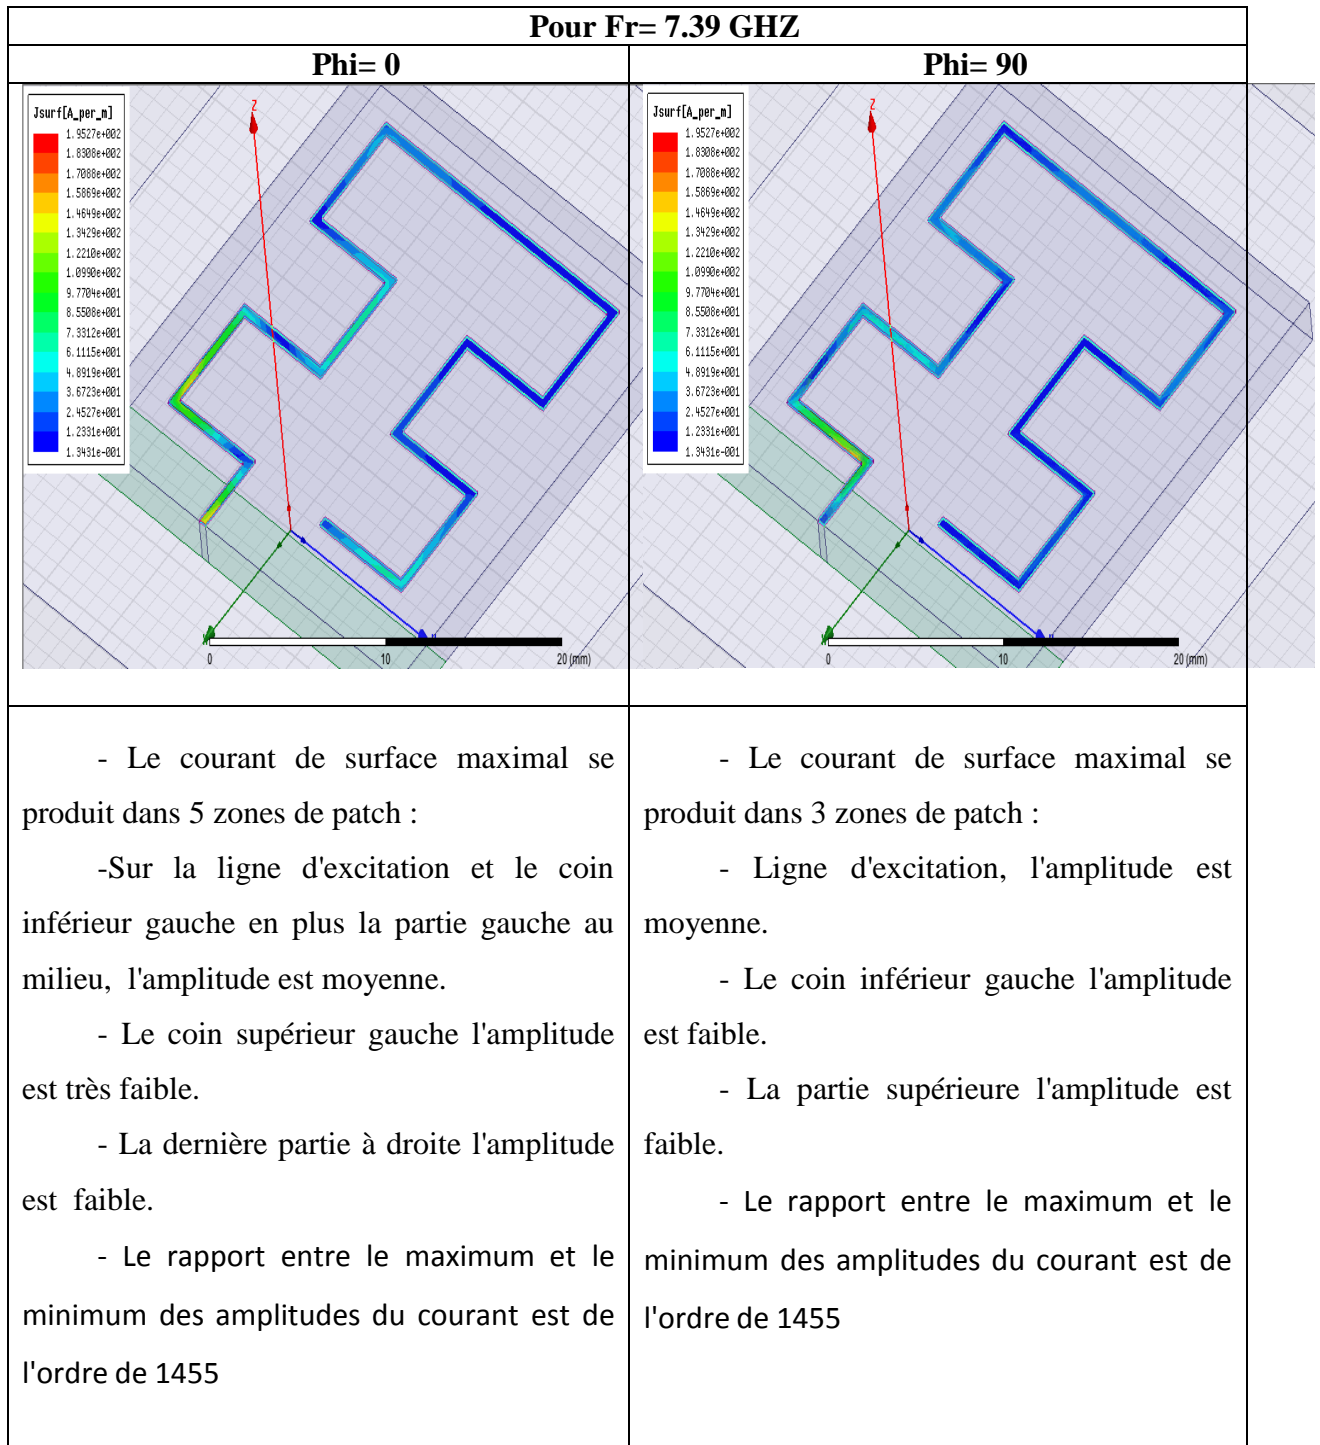 Pour Fr= 7.39 GHZ
Phi= 0
Phi= 90
Jsurf[A_per_m]
1.9527e+002
1.8308e+002
1.7088e+002
1.5869e+002
1.4649e+002
1.3429e+002
1.2210e+002
1.0990e+002
9.7704e+001
8.5508e+001
7.3312e+001
6.1115e+001
4.8919e+001
3.6723e+001
2.4527e+001
1.2331e+001
1.3431e-001
Z
0
10
20 (mm)
Jsurf[A_per_m]
1.9527e+002
1.8308e+002
1.7088e+002
1.5869e+002
1.4649e+002
1.3429e+002
1.2210e+002
1.0990e+002
9.7704e+001
8.5508e+001
7.3312e+001
6.1115e+001
4.8919e+001
3.6723e+001
2.4527e+001
1.2331e+001
1.3431e-001
Z
0
10
20 (mm)
- Le courant de surface maximal se
produit dans 5 zones de patch :
-Sur la ligne d'excitation et le coin
inférieur gauche en plus la partie gauche au
milieu, l'amplitude est moyenne.
- Le coin supérieur gauche l'amplitude
est très faible.
- La dernière partie à droite l'amplitude
est faible.
- Le rapport entre le maximum et le
minimum des amplitudes du courant est de
l'ordre de 1455
- Le courant de surface maximal se
produit dans 3 zones de patch :
- Ligne d'excitation, l'amplitude est
moyenne.
- Le coin inférieur gauche l'amplitude
est faible.
- La partie supérieure l'amplitude est
faible.
- Le rapport entre le maximum et le
minimum des amplitudes du courant est de
l'ordre de 1455